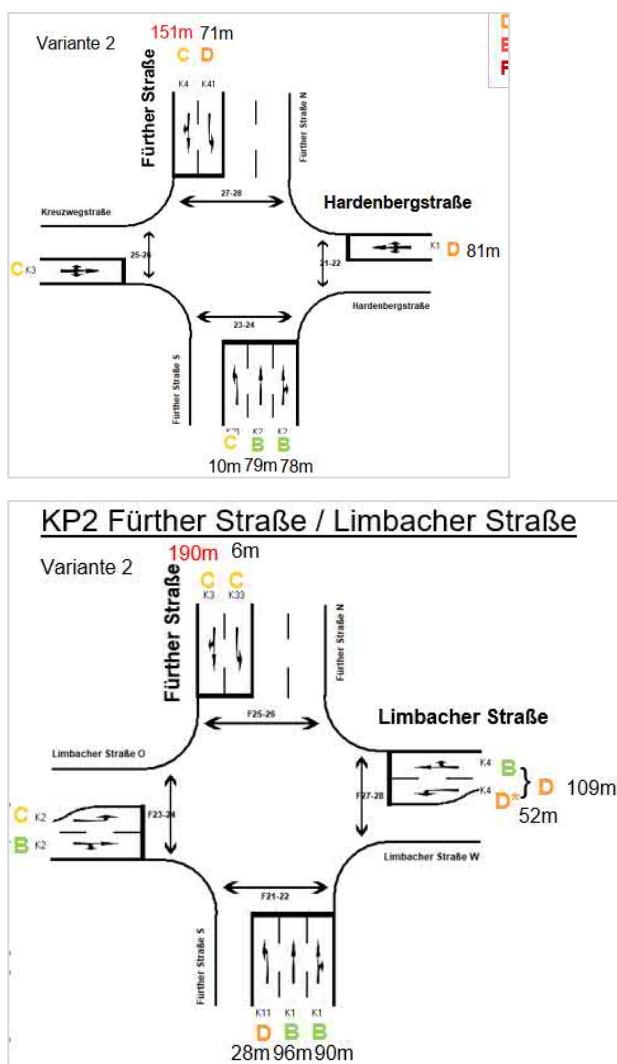 151m 71m
Variante 2
C D
K4 K41
Fürther Straße
Fürther Straße N
27-28
Hardenbergstraße
Kreuzwegstraße
25-26
21-22
K1 D 81m
C K3
Hardenbergstraße
23-24
Fürther Straße S
K21 K2 K2
C B B
10m 79m 78m
KP2 Fürther Straße / Limbacher Straße
190m 6m
Variante 2
C C
K3 K33
Fürther Straße
Fürther Straße N
F25-26
Limbacher Straße
Limbacher Straße O
K4 B
D 109m
K4 D*
52m
C K2
B K2
F23-24
F27-28
Limbacher Straße W
F21-22
Fürther Straße S
K11 K1 K1
D B B
28m 96m 90m